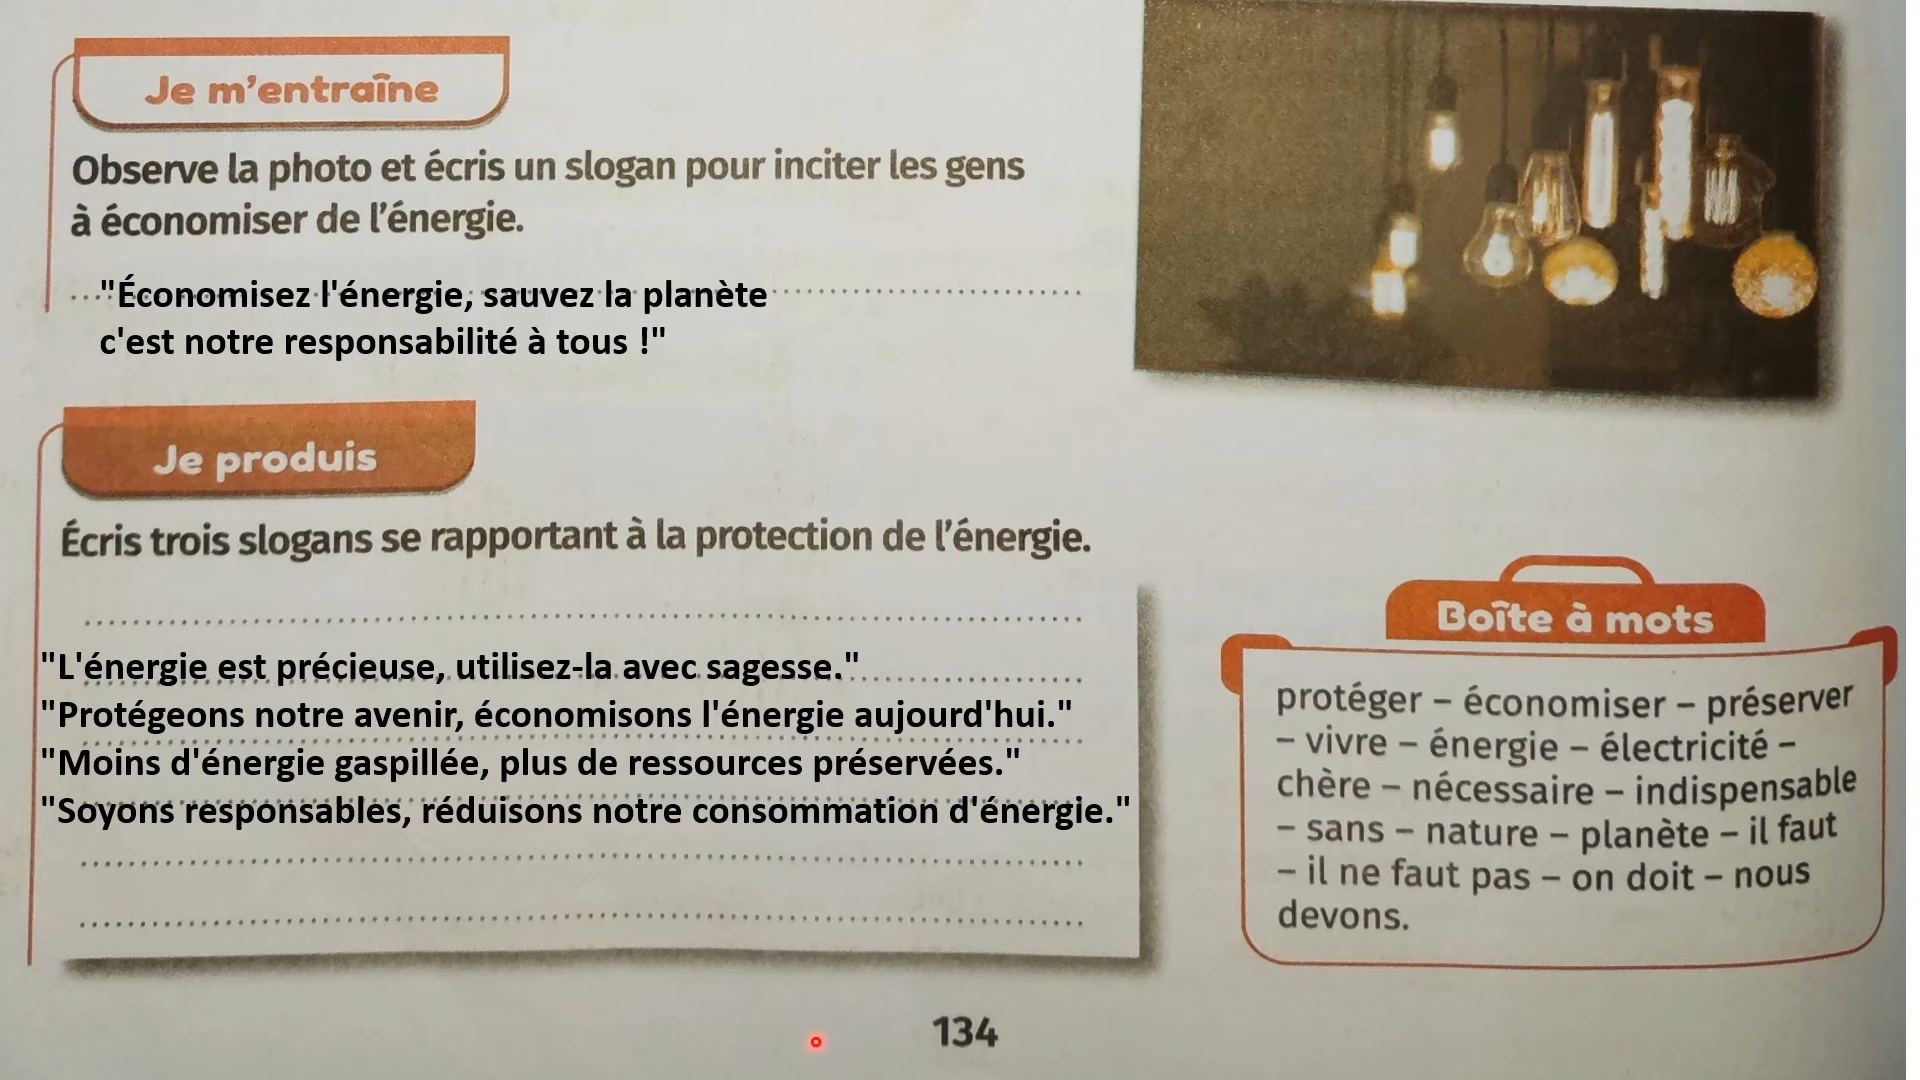 Je m'entraîne
Observe la photo et écris un slogan pour inciter les gens
à économiser de l'énergie.
"Économisez l'énergie, sauvez la planète
c'est notre responsabilité à tous !"
Je produis
Écris trois slogans se rapportant à la protection de l'énergie.
"L'énergie est précieuse, utilisez-la avec sagesse."
"Protégeons notre avenir, économisons l'énergie aujourd'hui."
"Moins d'énergie gaspillée, plus de ressources préservées."
"Soyons responsables, réduisons notre consommation d'énergie."
Boîte à mots
protéger – économiser – préserver
– vivre – énergie – électricité –
chère – nécessaire – indispensable
– sans – nature – planète – il faut
– il ne faut pas – on doit – nous
devons.
134